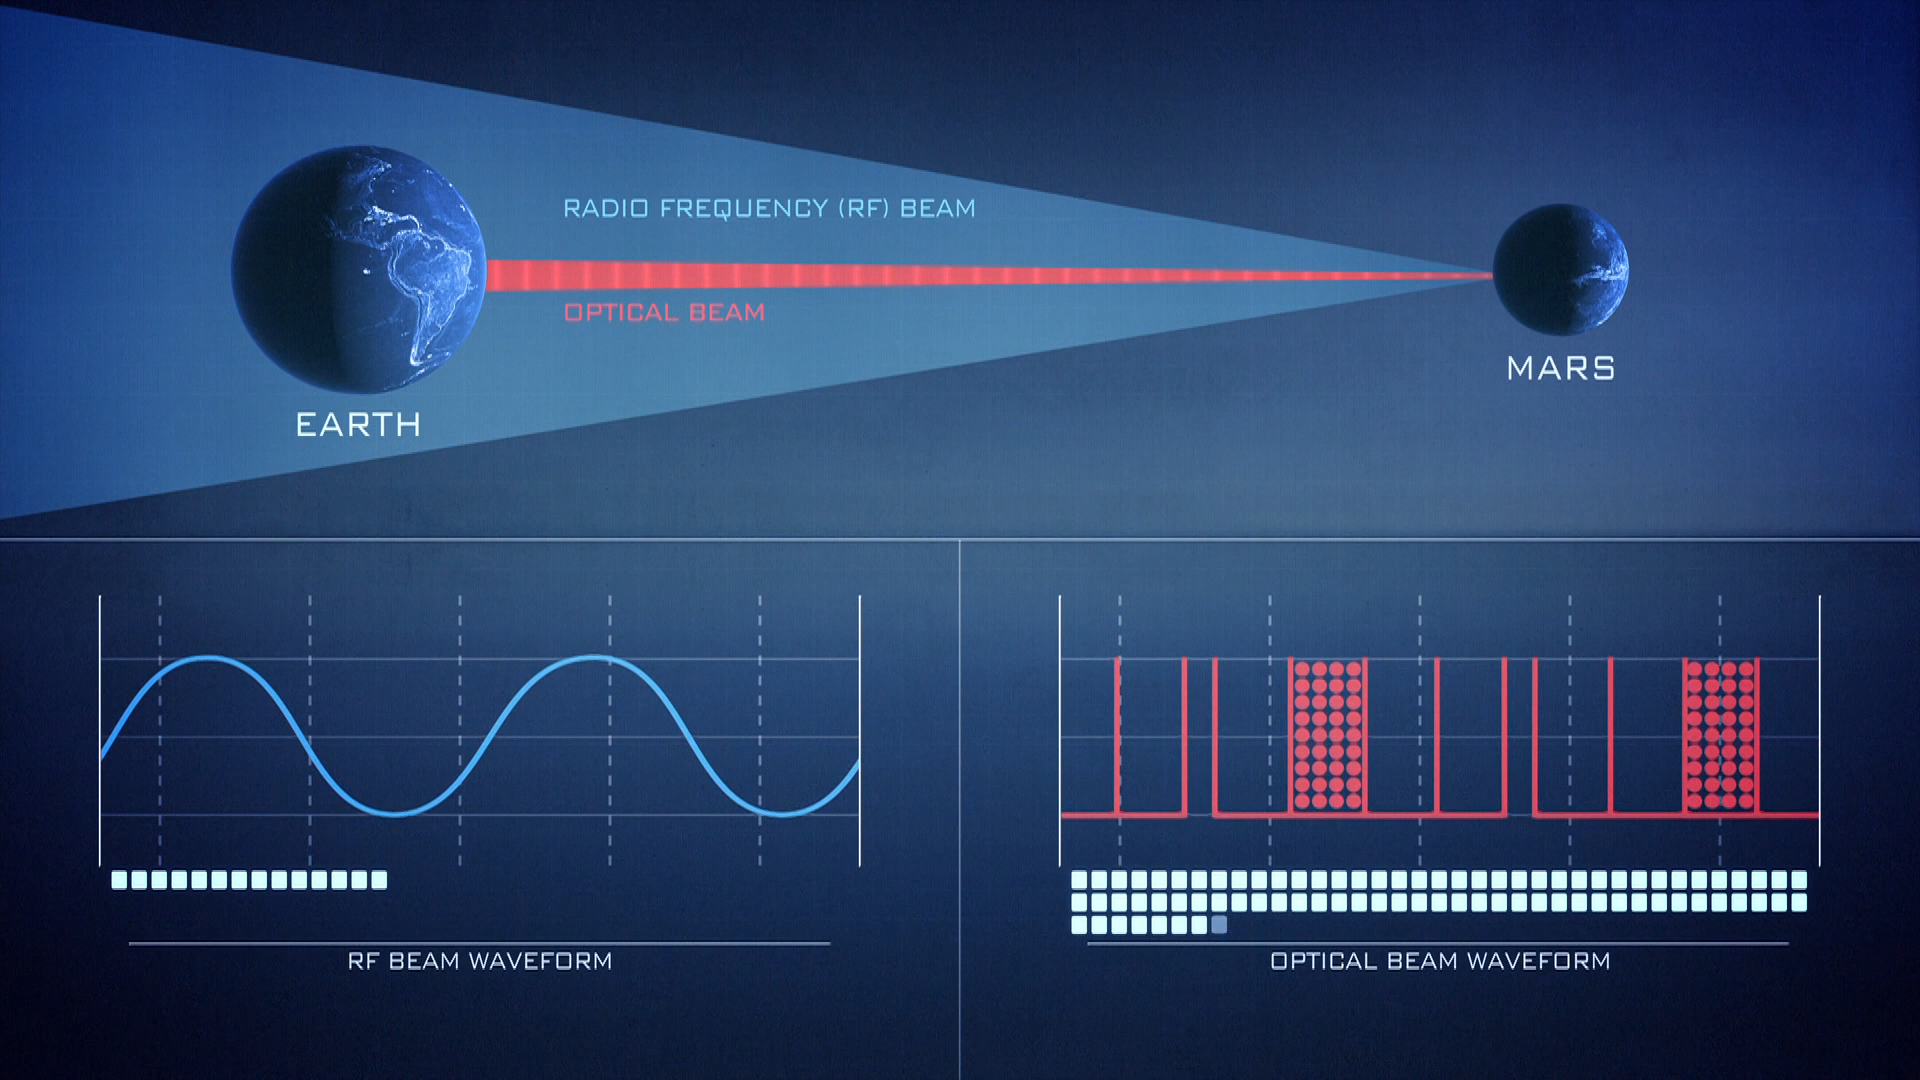 RADIO FREQUENCY (RF) BEAM
OPTICAL BEAM
EARTH
MARS
RF BEAM WAVEFORM
OPTICAL BEAM WAVEFORM